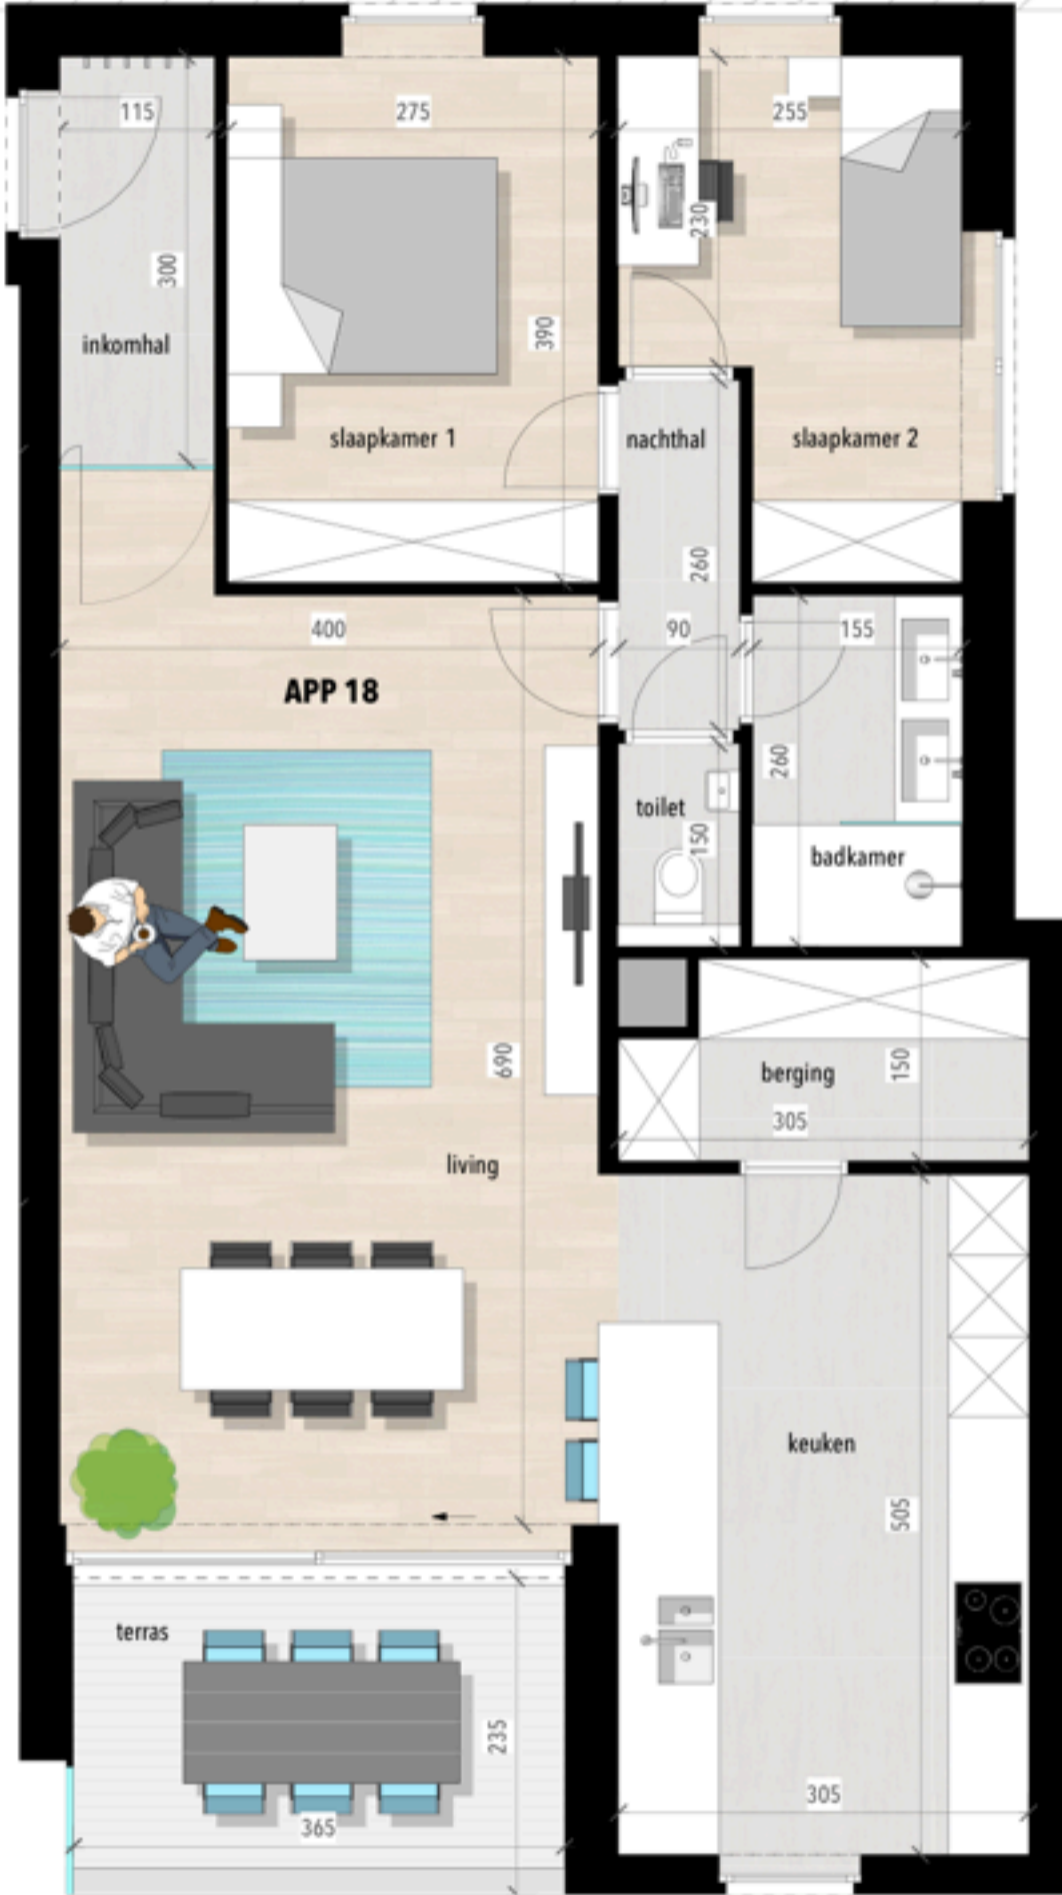 115
275
255
230
300
390
inkomhal
slaapkamer 1
nachthal
slaapkamer 2
260
400
90
155
APP 18
260
toilet
150
badkamer
690
berging
150
305
living
keuken
505
terras
235
305
365